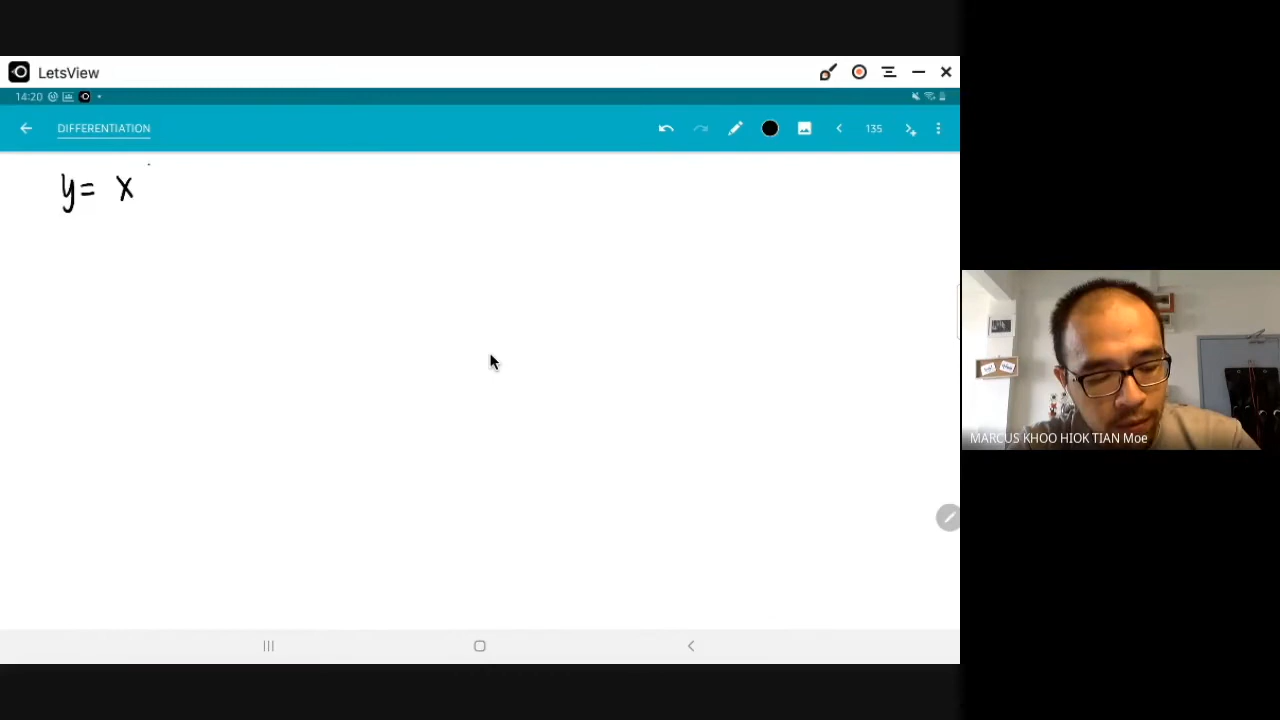 LetsView
14:20
DIFFERENTIATION
135
y= x
MARCUS KHOO HIOK TIAN Moe